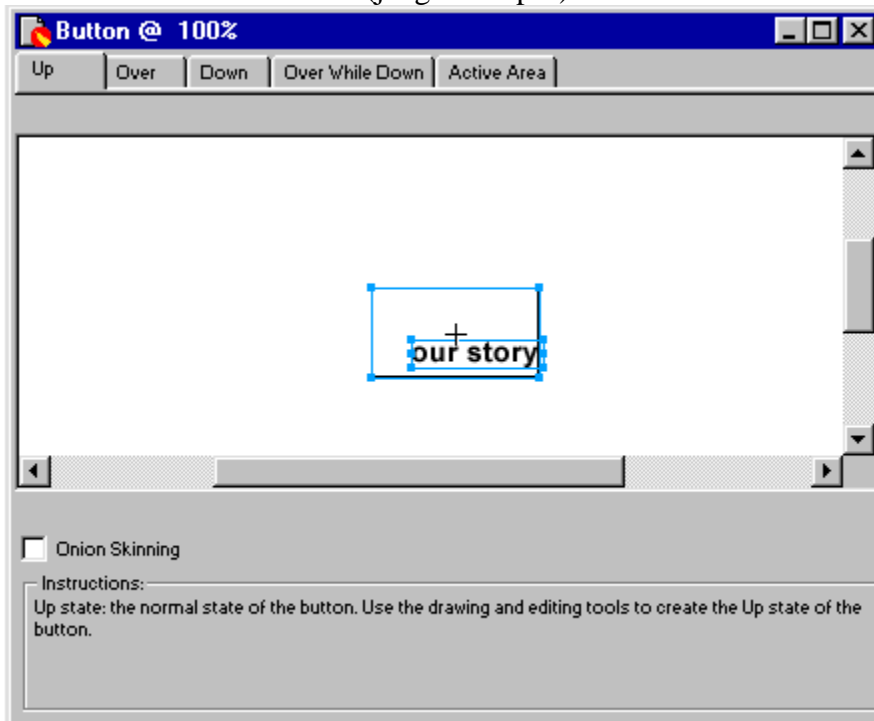 Button @ 100%
Up Over Down Over While Down Active Area
our story
Onion Skinning
Instructions:
Up state: the normal state of the button. Use the drawing and editing tools to create the Up state of the
button.